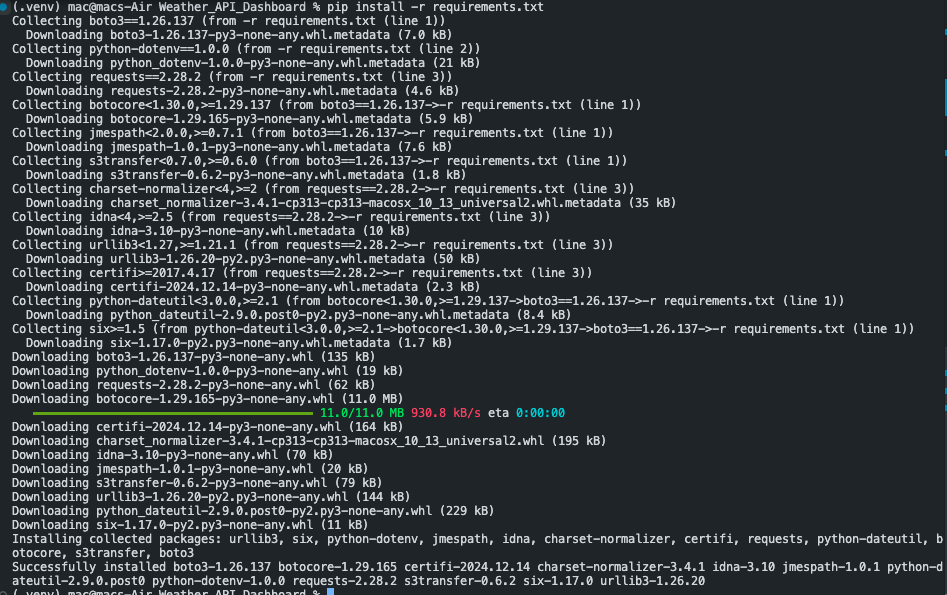 (.venv) mac@macs-Air Weather_API_Dashboard % pip install -r requirements.txt
Collecting boto3==1.26.137 (from -r requirements.txt (line 1))
  Downloading boto3-1.26.137-py3-none-any.whl.metadata (7.0 kB)
Collecting python-dotenv==1.0.0 (from -r requirements.txt (line 2))
  Downloading python_dotenv-1.0.0-py3-none-any.whl.metadata (21 kB)
Collecting requests==2.28.2 (from -r requirements.txt (line 3))
  Downloading requests-2.28.2-py3-none-any.whl.metadata (4.6 kB)
Collecting botocore<1.30.0,>=1.29.137 (from boto3==1.26.137->-r requirements.txt (line 1))
  Downloading botocore-1.29.165-py3-none-any.whl.metadata (5.9 kB)
Collecting jmespath<2.0.0,>=0.7.1 (from boto3==1.26.137->-r requirements.txt (line 1))
  Downloading jmespath-1.0.1-py3-none-any.whl.metadata (7.6 kB)
Collecting s3transfer<0.7.0,>=0.6.0 (from boto3==1.26.137->-r requirements.txt (line 1))
  Downloading s3transfer-0.6.2-py3-none-any.whl.metadata (1.8 kB)
Collecting charset-normalizer<4,>=2 (from requests==2.28.2->-r requirements.txt (line 3))
  Downloading charset_normalizer-3.4.1-cp313-cp313-macosx_10_13_universal2.whl.metadata (35 kB)
Collecting idna<4,>=2.5 (from requests==2.28.2->-r requirements.txt (line 3))
  Downloading idna-3.10-py3-none-any.whl.metadata (10 kB)
Collecting urllib3<1.27,>=1.21.1 (from requests==2.28.2->-r requirements.txt (line 3))
  Downloading urllib3-1.26.20-py2.py3-none-any.whl.metadata (50 kB)
Collecting certifi>=2017.4.17 (from requests==2.28.2->-r requirements.txt (line 3))
  Downloading certifi-2024.12.14-py3-none-any.whl.metadata (2.3 kB)
Collecting python-dateutil<3.0.0,>=2.1 (from botocore<1.30.0,>=1.29.137->boto3==1.26.137->-r requirements.txt (line 1))
  Downloading python_dateutil-2.9.0.post0-py2.py3-none-any.whl.metadata (8.4 kB)
Collecting six>=1.5 (from python-dateutil<3.0.0,>=2.1->botocore<1.30.0,>=1.29.137->boto3==1.26.137->-r requirements.txt (line 1))
  Downloading six-1.17.0-py2.py3-none-any.whl.metadata (1.7 kB)
Downloading boto3-1.26.137-py3-none-any.whl (135 kB)
Downloading python_dotenv-1.0.0-py3-none-any.whl (19 kB)
Downloading requests-2.28.2-py3-none-any.whl (62 kB)
Downloading botocore-1.29.165-py3-none-any.whl (11.0 MB)
11.0/11.0 MB 930.8 kB/s eta 0:00:00
Downloading certifi-2024.12.14-py3-none-any.whl (164 kB)
Downloading charset_normalizer-3.4.1-cp313-cp313-macosx_10_13_universal2.whl (195 kB)
Downloading idna-3.10-py3-none-any.whl (70 kB)
Downloading jmespath-1.0.1-py3-none-any.whl (20 kB)
Downloading s3transfer-0.6.2-py3-none-any.whl (79 kB)
Downloading urllib3-1.26.20-py2.py3-none-any.whl (144 kB)
Downloading python_dateutil-2.9.0.post0-py2.py3-none-any.whl (229 kB)
Downloading six-1.17.0-py2.py3-none-any.whl (11 kB)
Installing collected packages: urllib3, six, python-dotenv, jmespath, idna, charset-normalizer, certifi, requests, python-dateutil, b
otocore, s3transfer, boto3
Successfully installed boto3-1.26.137 botocore-1.29.165 certifi-2024.12.14 charset-normalizer-3.4.1 idna-3.10 jmespath-1.0.1 python-d
ateutil-2.9.0.post0 python-dotenv-1.0.0 requests-2.28.2 s3transfer-0.6.2 six-1.17.0 urllib3-1.26.20
(.venv) mac@macs-Air Weather_API_Dashboard %